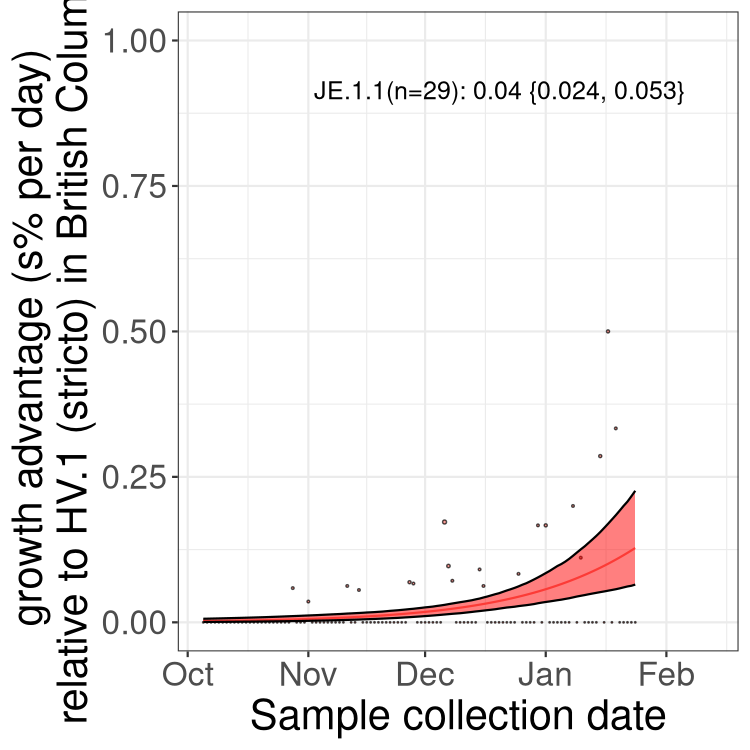 growth advantage (s% per day)
relative to HV.1 (stricto) in British Colum
1.00
0.75
0.50
0.25
0.00
JE.1.1(n=29): 0.04 {0.024, 0.053}
Oct Nov Dec Jan Feb
Sample collection date